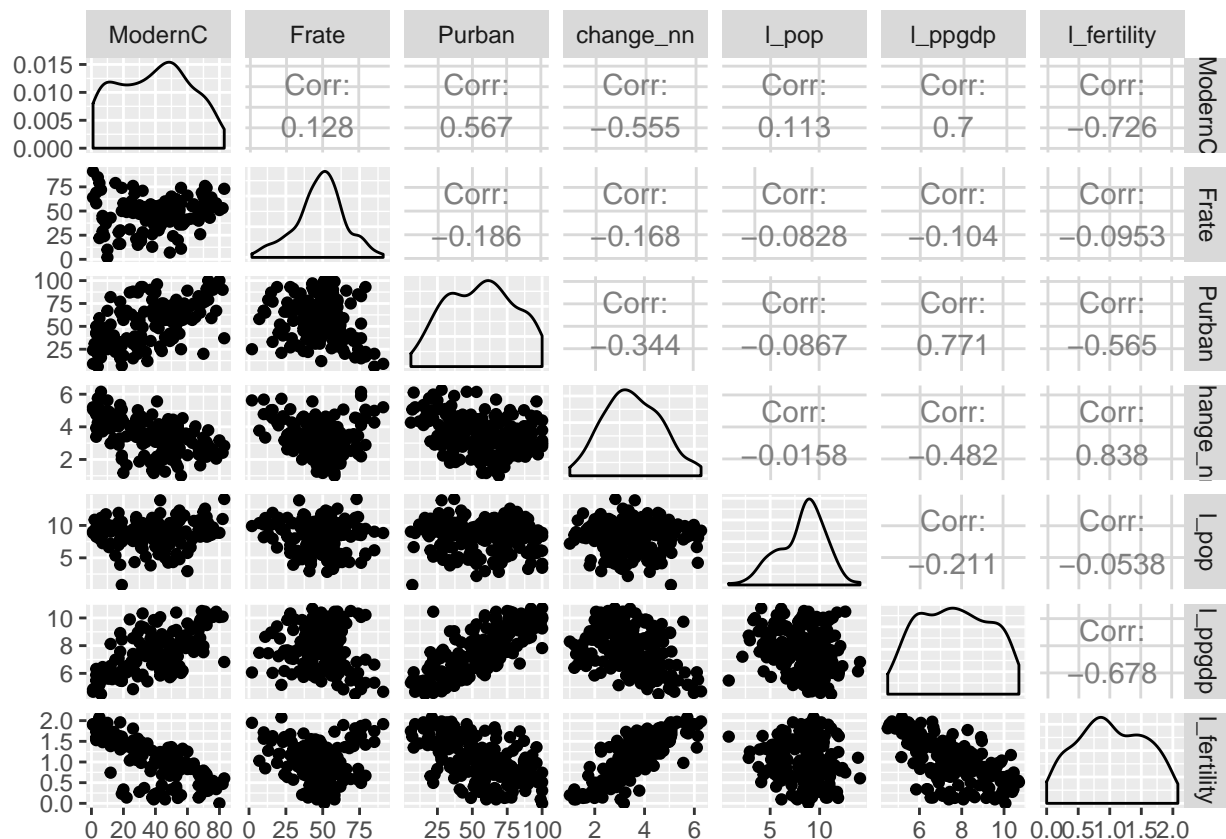 ModernC Frate Purban change_nn l_pop l_ppgdp l_fertility
0.015
0.010
0.005
0.000
Corr:
0.128
Corr:
0.567
Corr:
−0.555
Corr:
0.113
Corr:
0.7
Corr:
−0.726
ModernC
75
50
25
0
Corr:
−0.186
Corr:
−0.168
Corr:
−0.0828
Corr:
−0.104
Corr:
−0.0953
Frate
100
75
50
25
Corr:
−0.344
Corr:
−0.0867
Corr:
0.771
Corr:
−0.565
Purban
6
4
2
Corr:
−0.0158
Corr:
−0.482
Corr:
0.838
hange_n
10
5
Corr:
−0.211
Corr:
−0.0538
l_pop
10
8
6
Corr:
−0.678
l_ppgdp
2.0
1.5
1.0
0.5
0.0
l_fertility
0 20 40 60 80 0 25 50 75 25 50 75 100 2 4 6 5 10 6 8 10 0.00.51.01.52.0